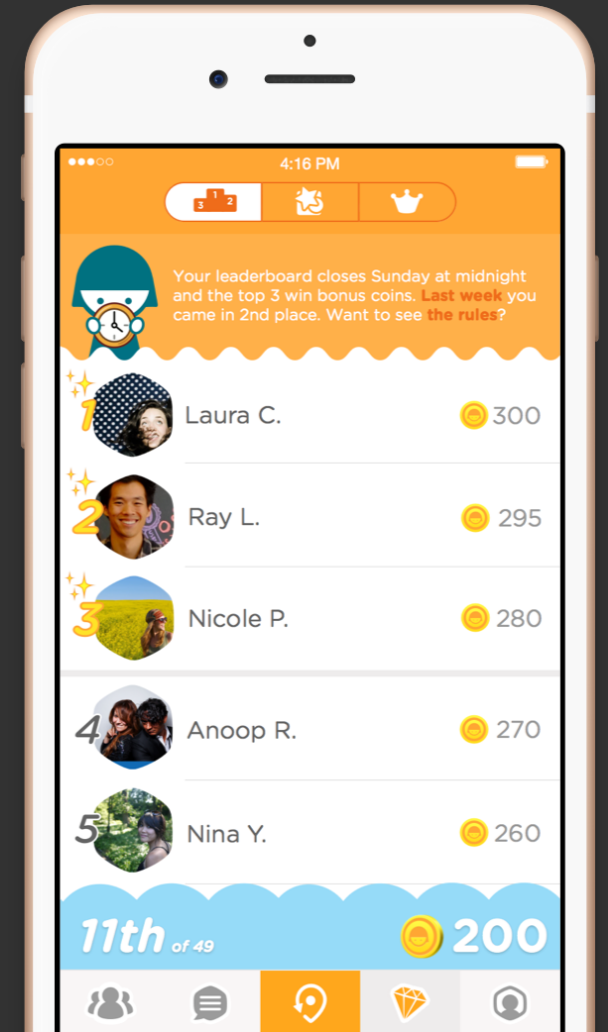 4:16 PM
1
3 2
Your leaderboard closes Sunday at midnight
and the top 3 win bonus coins. Last week you
came in 2nd place. Want to see the rules?
1 Laura C. 300
2 Ray L. 295
3 Nicole P. 280
4 Anoop R. 270
5 Nina Y. 260
11th of 49 200